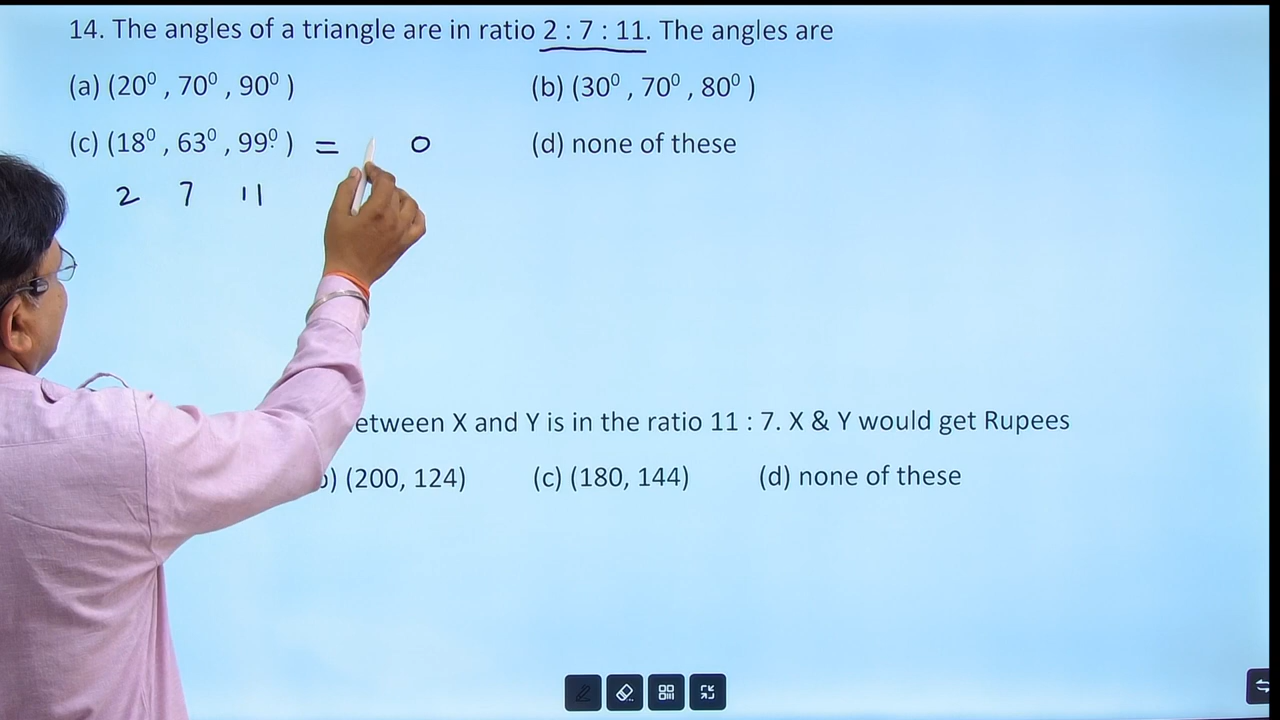 14. The angles of a triangle are in ratio 2 : 7 : 11. The angles are
(a) (20⁰ , 70⁰ , 90⁰ ) (b) (30⁰ , 70⁰ , 80⁰ )
(c) (18⁰ , 63⁰ , 99⁰ ) = 0 (d) none of these
2 7 11
between X and Y is in the ratio 11 : 7. X & Y would get Rupees
b) (200, 124) (c) (180, 144) (d) none of these